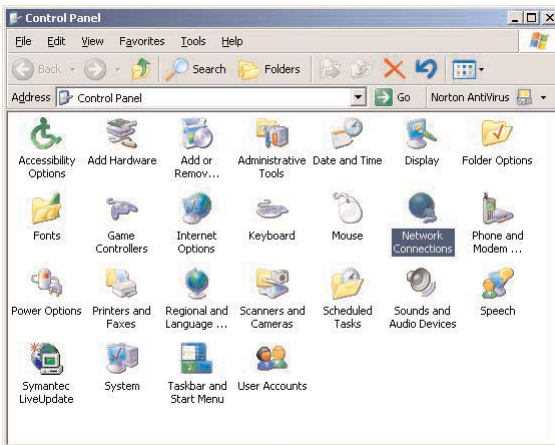 Control Panel
File Edit View Favorites Tools Help
Back Search Folders
Address Control Panel Go Norton AntiVirus
Accessibility Options
Add Hardware
Add or Remov...
Administrative Tools
Date and Time
Display
Folder Options
Fonts
Game Controllers
Internet Options
Keyboard
Mouse
Network Connections
Phone and Modem ...
Power Options
Printers and Faxes
Regional and Language ...
Scanners and Cameras
Scheduled Tasks
Sounds and Audio Devices
Speech
Symantec LiveUpdate
System
Taskbar and Start Menu
User Accounts